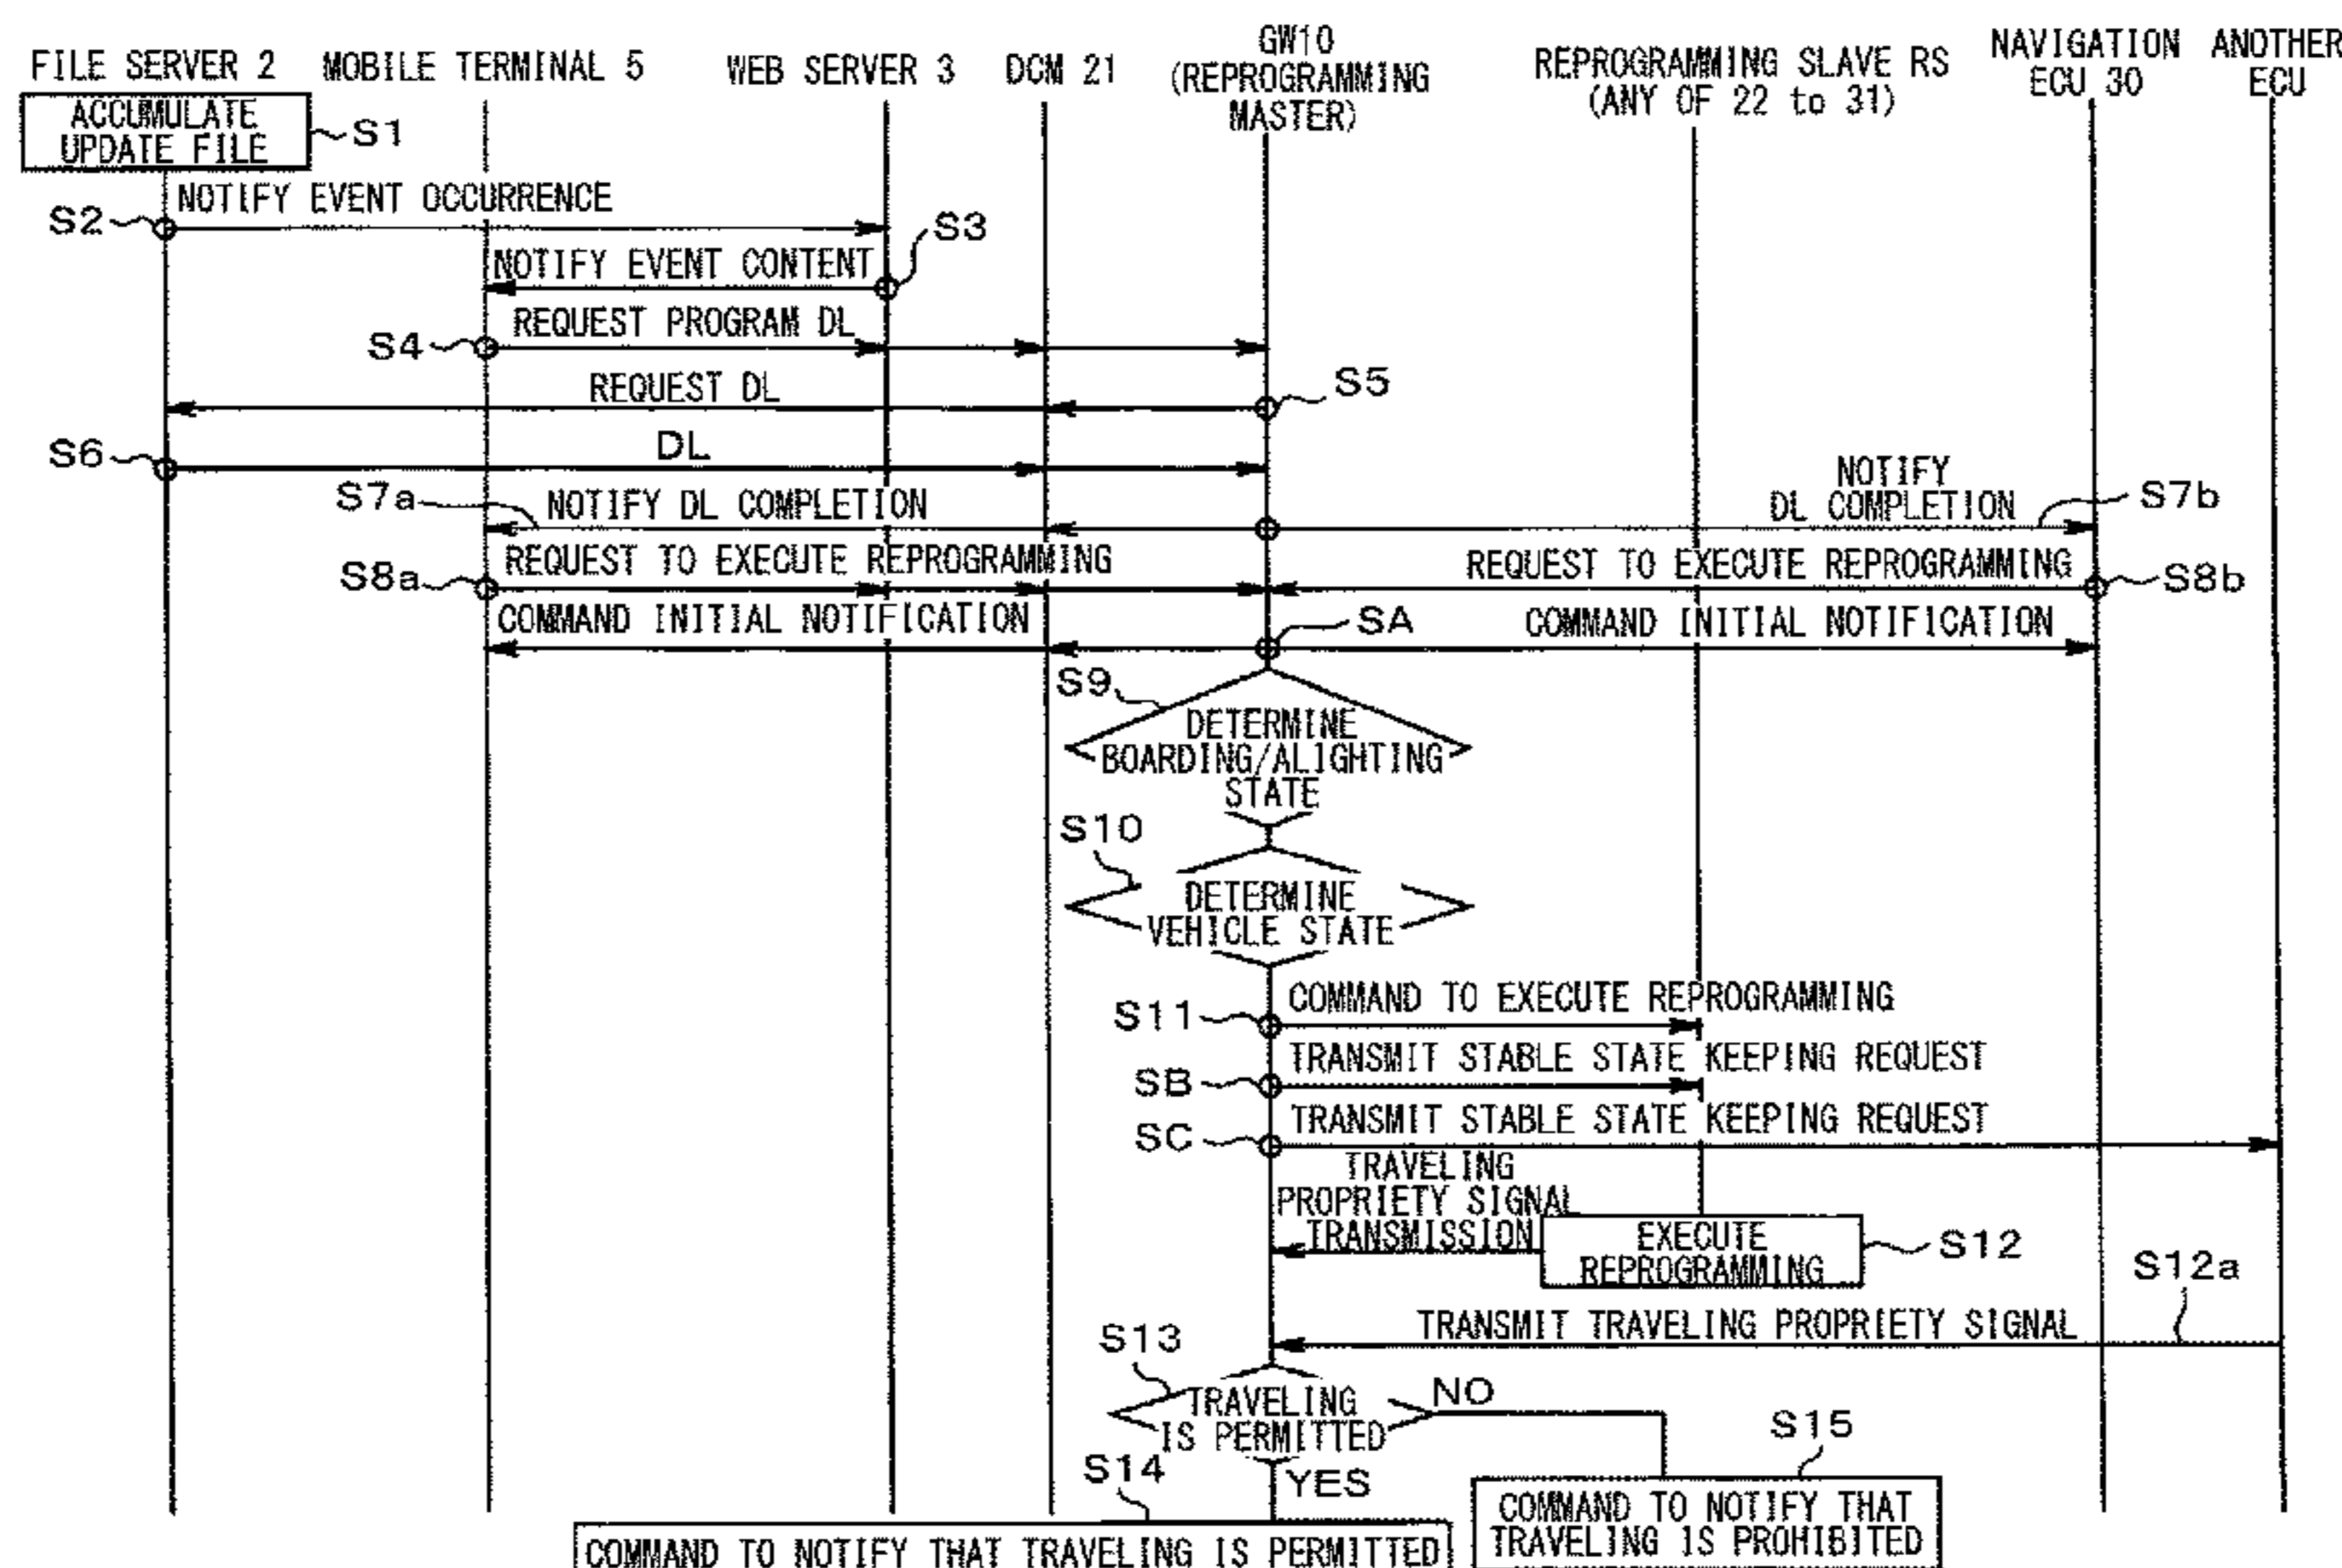 FILE SERVER 2
MOBILE TERMINAL 5
WEB SERVER 3
DCM 21
GW10
(REPROGRAMMING
MASTER)
REPROGRAMMING SLAVE RS
(ANY OF 22 to 31)
NAVIGATION
ECU 30
ANOTHER
ECU
ACCUMULATE
UPDATE FILE
S1
NOTIFY EVENT OCCURRENCE
S2
S3
NOTIFY EVENT CONTENT
REQUEST PROGRAM DL
S4
REQUEST DL
S5
S6
DL
S7a
NOTIFY DL COMPLETION
NOTIFY
DL COMPLETION
S7b
S8a
REQUEST TO EXECUTE REPROGRAMMING
REQUEST TO EXECUTE REPROGRAMMING
S8b
COMMAND INITIAL NOTIFICATION
SA
COMMAND INITIAL NOTIFICATION
S9
DETERMINE
BOARDING/ALIGHTING
STATE
S10
DETERMINE
VEHICLE STATE
S11
COMMAND TO EXECUTE REPROGRAMMING
SB
TRANSMIT STABLE STATE KEEPING REQUEST
SC
TRANSMIT STABLE STATE KEEPING REQUEST
TRAVELING
PROPRIETY SIGNAL
TRANSMISSION
EXECUTE
REPROGRAMMING
S12
S12a
TRANSMIT TRAVELING PROPRIETY SIGNAL
S13
TRAVELING
IS PERMITTED
NO
YES
S14
S15
COMMAND TO NOTIFY THAT TRAVELING IS PERMITTED
COMMAND TO NOTIFY THAT
TRAVELING IS PROHIBITED